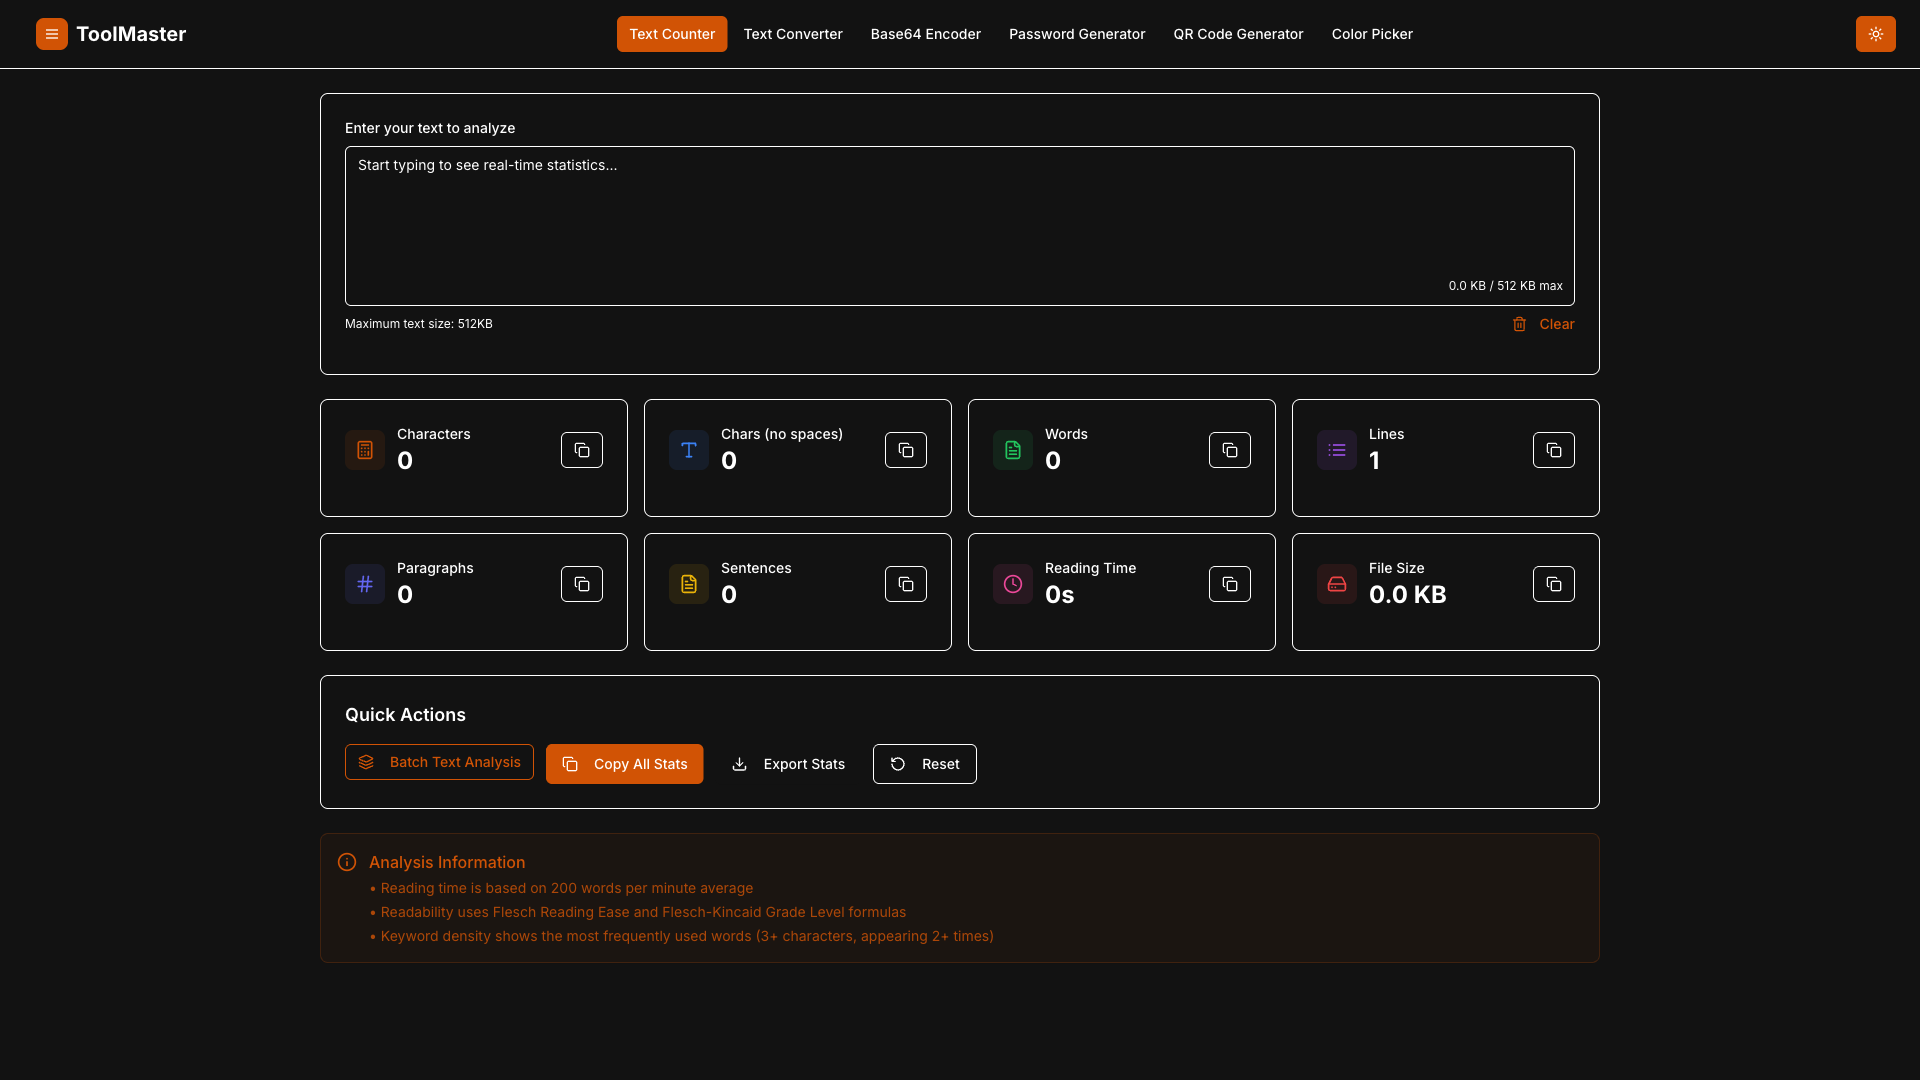 ToolMaster
Text Counter
Text Converter
Base64 Encoder
Password Generator
QR Code Generator
Color Picker
Enter your text to analyze
Start typing to see real-time statistics...
0.0 KB / 512 KB max
Maximum text size: 512KB
Clear
Characters
0
Chars (no spaces)
0
Words
0
Lines
1
Paragraphs
0
Sentences
0
Reading Time
0s
File Size
0.0 KB
Quick Actions
Batch Text Analysis
Copy All Stats
Export Stats
Reset
Analysis Information
• Reading time is based on 200 words per minute average
• Readability uses Flesch Reading Ease and Flesch-Kincaid Grade Level formulas
• Keyword density shows the most frequently used words (3+ characters, appearing 2+ times)